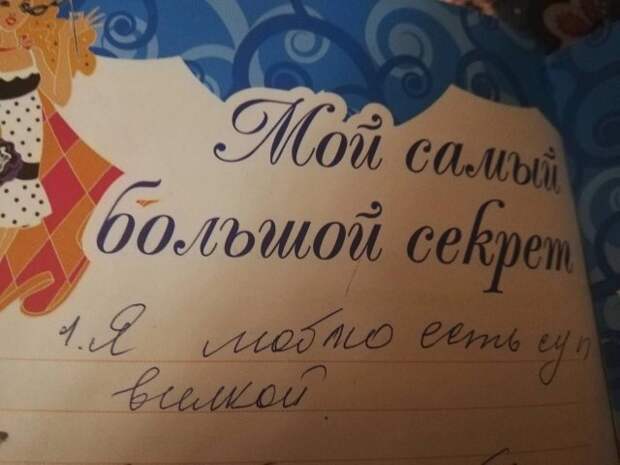 Мой самый
большой секрет
1. Я люблю есть суп
вилкой.